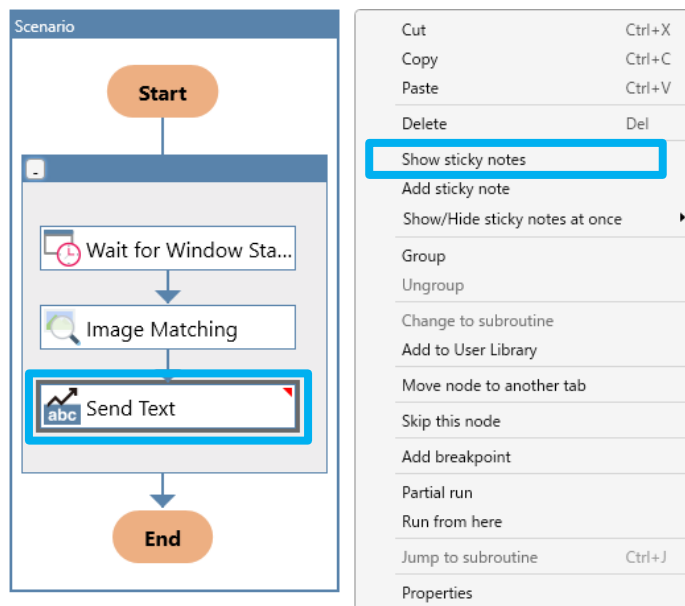 Scenario
Start
-
Wait for Window Sta...
Image Matching
abc Send Text
End
Cut Ctrl+X
Copy Ctrl+C
Paste Ctrl+V
Delete Del
Show sticky notes
Add sticky note
Show/Hide sticky notes at once
Group
Ungroup
Change to subroutine
Add to User Library
Move node to another tab
Skip this node
Add breakpoint
Partial run
Run from here
Jump to subroutine Ctrl+J
Properties